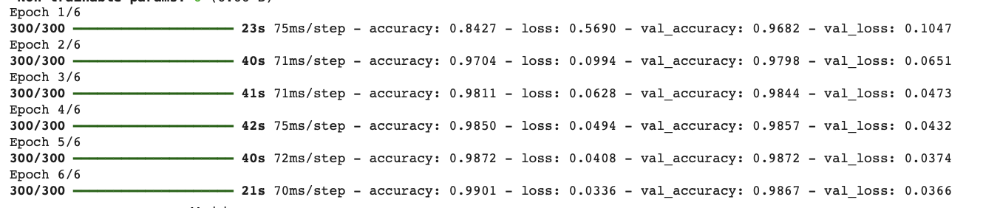 Epoch 1/6
300/300 ━━━━━━━━━━━━━━━━━━━━ 23s 75ms/step - accuracy: 0.8427 - loss: 0.5690 - val_accuracy: 0.9682 - val_loss: 0.1047
Epoch 2/6
300/300 ━━━━━━━━━━━━━━━━━━━━ 40s 71ms/step - accuracy: 0.9704 - loss: 0.0994 - val_accuracy: 0.9798 - val_loss: 0.0651
Epoch 3/6
300/300 ━━━━━━━━━━━━━━━━━━━━ 41s 71ms/step - accuracy: 0.9811 - loss: 0.0628 - val_accuracy: 0.9844 - val_loss: 0.0473
Epoch 4/6
300/300 ━━━━━━━━━━━━━━━━━━━━ 42s 75ms/step - accuracy: 0.9850 - loss: 0.0494 - val_accuracy: 0.9857 - val_loss: 0.0432
Epoch 5/6
300/300 ━━━━━━━━━━━━━━━━━━━━ 40s 72ms/step - accuracy: 0.9872 - loss: 0.0408 - val_accuracy: 0.9872 - val_loss: 0.0374
Epoch 6/6
300/300 ━━━━━━━━━━━━━━━━━━━━ 21s 70ms/step - accuracy: 0.9901 - loss: 0.0336 - val_accuracy: 0.9867 - val_loss: 0.0366